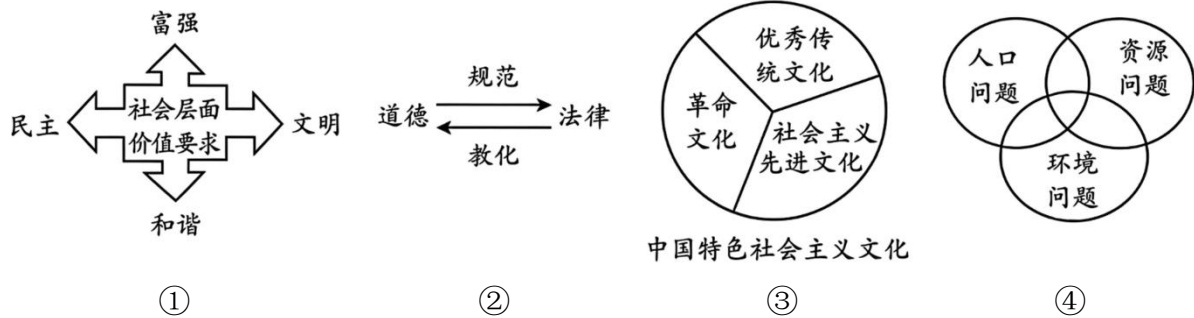 富强
民主
社会层面
价值要求
文明
和谐
①
道德
规范
教化
法律
②
优秀传
统文化
革命
文化
社会主义
先进文化
中国特色社会主义文化
③
人口
问题
资源
问题
环境
问题
④